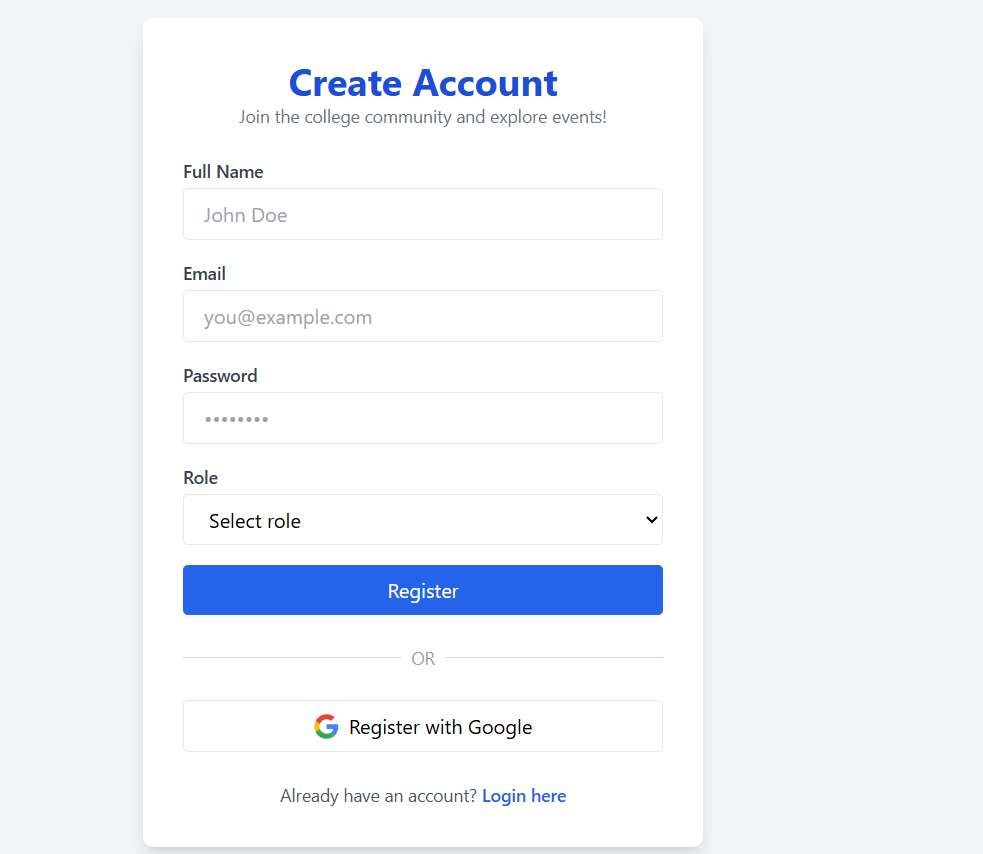 Create Account
Join the college community and explore events!
Full Name
John Doe
Email
you@example.com
Password
••••••••
Role
Select role
Register
OR
Register with Google
Already have an account? Login here